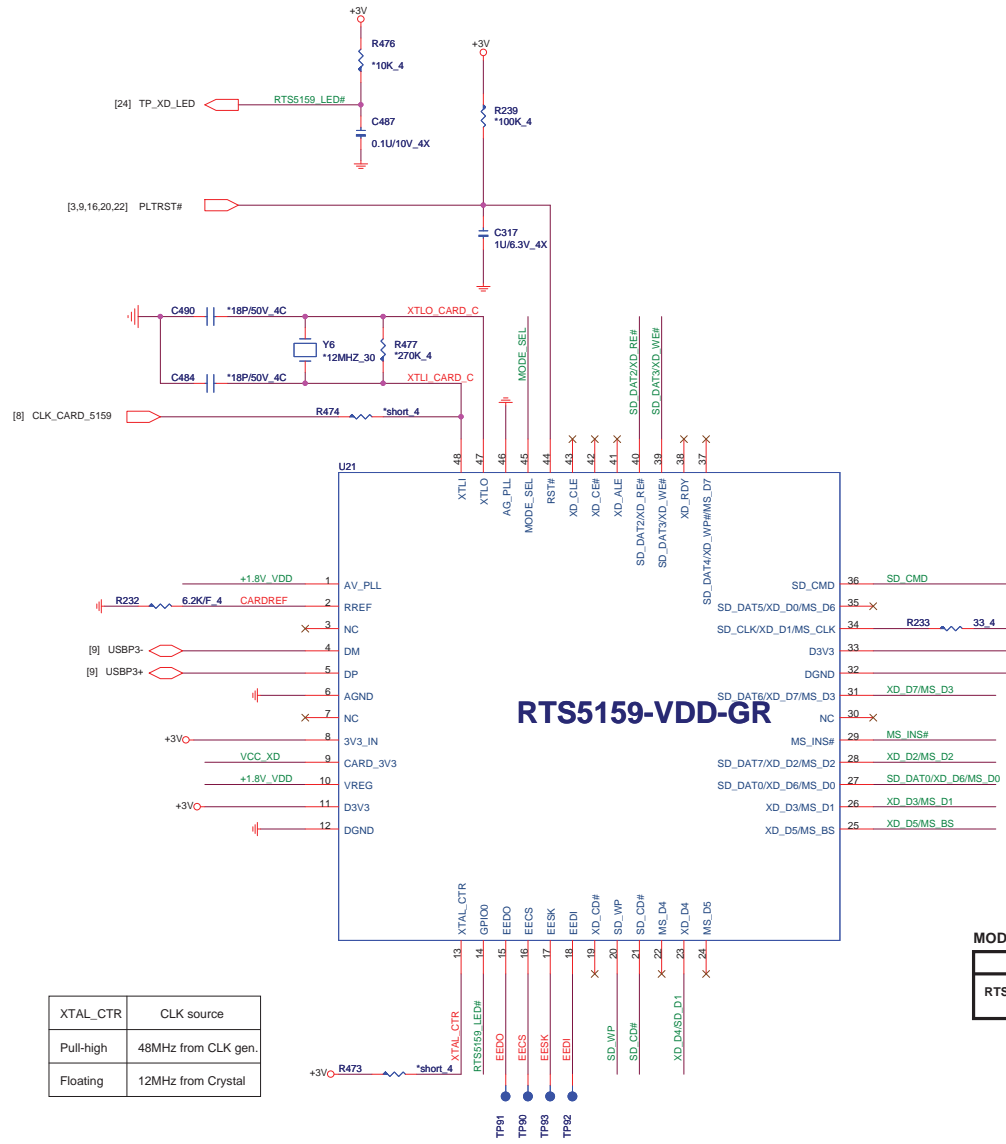 +3V
R476
*10K_4
+3V
[24] TP_XD_LED
RTS5159_LED#
C487
0.1U/10V_4X
R239
*100K_4
[3,9,16,20,22] PLTRST#
C317
1U/6.3V_4X
C490 *18P/50V_4C XTLO_CARD_C
Y6
*12MHZ_30
R477
*270K_4
C484 *18P/50V_4C XTLI_CARD_C
[8] CLK_CARD_5159
R474 *short_4
MODE_SEL
SD_DAT2/XD_RE#
SD_DAT3/XD_WE#
U21
48 XTLI
47 XTLO
46 AG_PLL
45 MODE_SEL
44 RST#
43 XD_CLE
42 XD_CE#
41 XD_ALE
40 SD_DAT2/XD_RE#
39 SD_DAT3/XD_WE#
38 XD_RDY
37 SD_DAT4/XD_WP#/MS_D7
+1.8V_VDD 1 AV_PLL
R232 6.2K/F_4 CARDREF 2 RREF
3 NC
[9] USBP3- 4 DM
[9] USBP3+ 5 DP
6 AGND
7 NC
+3V 8 3V3_IN
VCC_XD 9 CARD_3V3
+1.8V_VDD 10 VREG
+3V 11 D3V3
12 DGND
RTS5159-VDD-GR
SD_CMD 36 SD_CMD
SD_DAT5/XD_D0/MS_D6 35
SD_CLK/XD_D1/MS_CLK 34 R233 33_4
D3V3 33
DGND 32
SD_DAT6/XD_D7/MS_D3 31 XD_D7/MS_D3
NC 30
MS_INS# 29 MS_INS#
SD_DAT7/XD_D2/MS_D2 28 XD_D2/MS_D2
SD_DAT0/XD_D6/MS_D0 27 SD_DAT0/XD_D6/MS_D0
XD_D3/MS_D1 26 XD_D3/MS_D1
XD_D5/MS_BS 25 XD_D5/MS_BS
XTAL_CTR 13 XTAL_CTR
GPIO0 14 RTS5159_LED#
EEDO 15 EEDO
EECS 16 EECS
EESK 17 EESK
EEDI 18 EEDI
XD_CD# 19
SD_WP 20 SD_WP
SD_CD# 21 SD_CD#
MS_D4 22
XD_D4 23 XD_D4/SD_D1
MS_D5 24
+3V R473 *short_4
TP91
TP90
TP93
TP92
XTAL_CTR CLK source
Pull-high 48MHz from CLK gen.
Floating 12MHz from Crystal
MOD
RTS